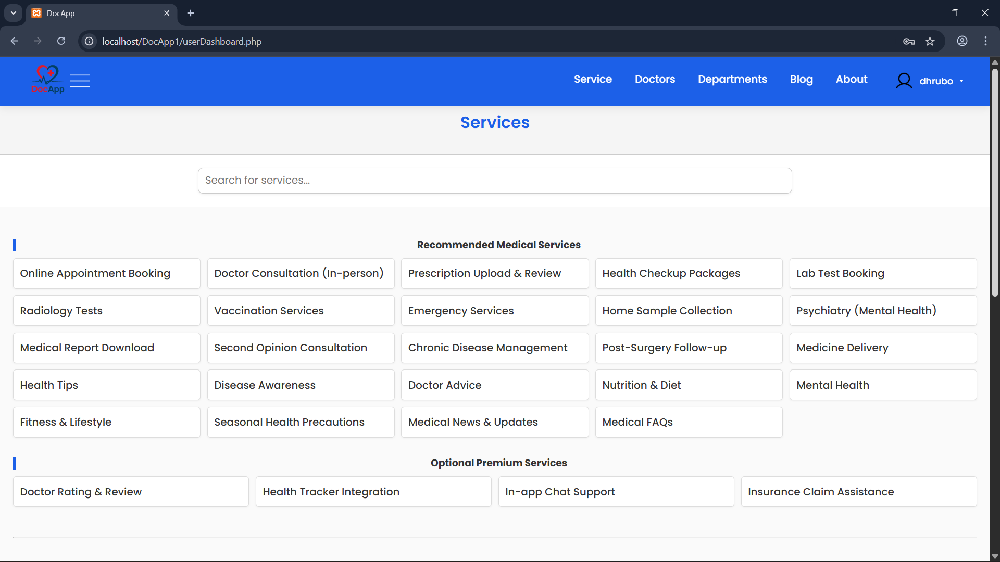 DocApp
localhost/DocApp1/userDashboard.php
DocApp
Service Doctors Departments Blog About dhrubo
Services
Search for services...
Recommended Medical Services
Online Appointment Booking
Doctor Consultation (In-person)
Prescription Upload & Review
Health Checkup Packages
Lab Test Booking
Radiology Tests
Vaccination Services
Emergency Services
Home Sample Collection
Psychiatry (Mental Health)
Medical Report Download
Second Opinion Consultation
Chronic Disease Management
Post-Surgery Follow-up
Medicine Delivery
Health Tips
Disease Awareness
Doctor Advice
Nutrition & Diet
Mental Health
Fitness & Lifestyle
Seasonal Health Precautions
Medical News & Updates
Medical FAQs
Optional Premium Services
Doctor Rating & Review
Health Tracker Integration
In-app Chat Support
Insurance Claim Assistance